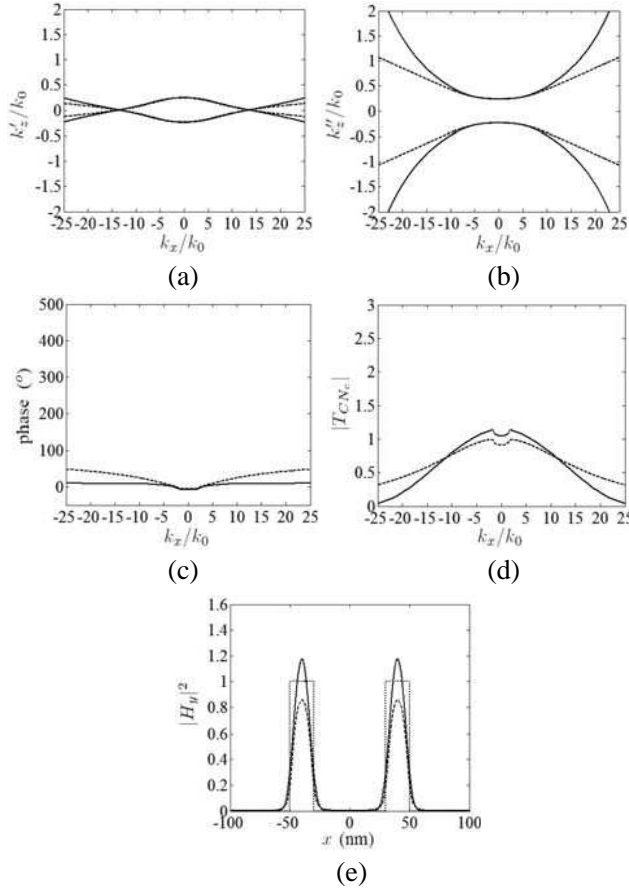 2 2
1.5 1.5
1 1
0.5 0.5
0 0
-0.5 -0.5
-1 -1
-1.5 -1.5
-2 -2
k'_z/k_0 k''_z/k_0
-25 -20 -15 -10 -5 0 5 10 15 20 25 -25 -20 -15 -10 -5 0 5 10 15 20 25
k_x/k_0 k_x/k_0
(a) (b)
500 3
400 2.5
300 2
200 1.5
100 1
0 0.5
0
phase (°) |T_{CN_c}|
-25 -20 -15 -10 -5 0 5 10 15 20 25 -25 -20 -15 -10 -5 0 5 10 15 20 25
k_x/k_0 k_x/k_0
(c) (d)
1.6
1.4
1.2
1
0.8
0.6
0.4
0.2
0
|H_y|^2
-100 -50 0 50 100
x (nm)
(e)